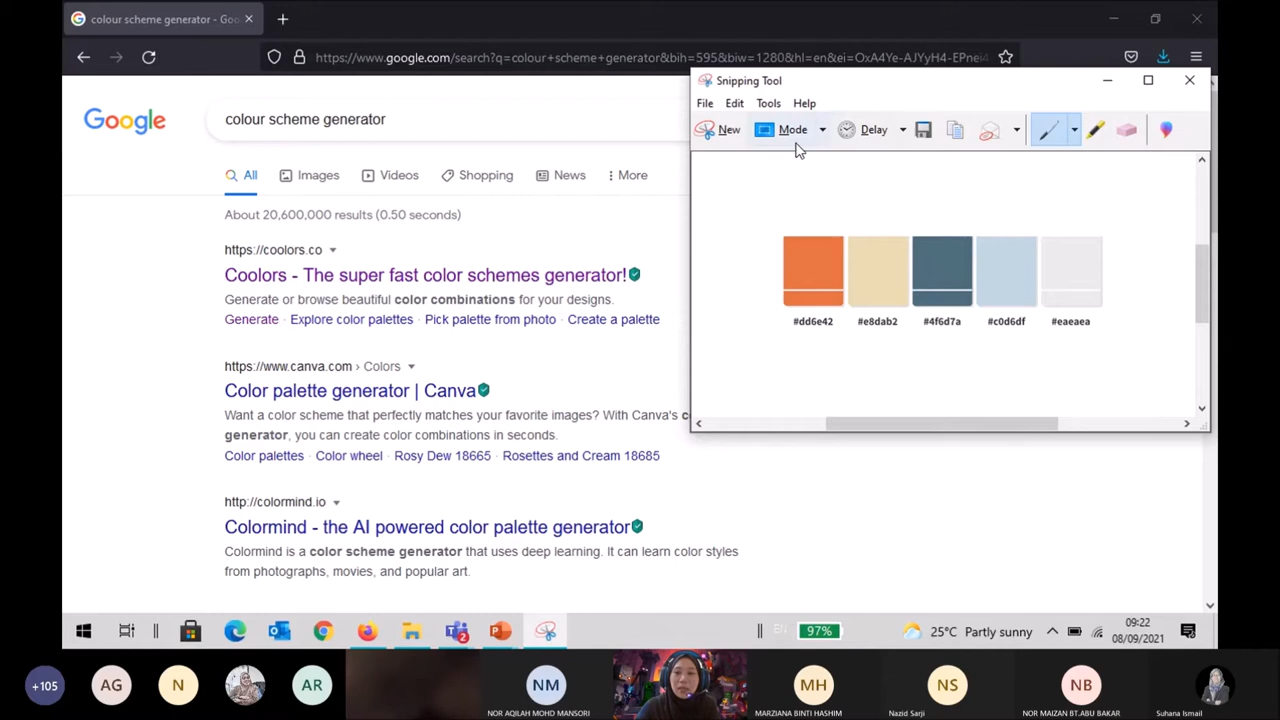 colour scheme generator - Goo
https://www.google.com/search?q=colour+scheme+generator&bih=595&biw=1280&hl=en&ei=OxA4Ye-AJYyH4-EPnei4
Google
colour scheme generator
All Images Videos Shopping News More
About 20,600,000 results (0.50 seconds)
https://coolors.co
Coolors - The super fast color schemes generator!
Generate or browse beautiful color combinations for your designs.
Generate · Explore color palettes · Pick palette from photo · Create a palette
https://www.canva.com › Colors
Color palette generator | Canva
Want a color scheme that perfectly matches your favorite images? With Canva's c
generator, you can create color combinations in seconds.
Color palettes · Color wheel · Rosy Dew 18665 · Rosettes and Cream 18685
http://colormind.io
Colormind - the AI powered color palette generator
Colormind is a color scheme generator that uses deep learning. It can learn color styles
from photographs, movies, and popular art.
Snipping Tool
File Edit Tools Help
New Mode Delay
#dd6e42 #e8dab2 #4f6d7a #c0d6df #eaeaea
EN 97% 25°C Partly sunny
09:22
08/09/2021
+105 AG N AR NM MH NS NB
NOR AQILAH MOHD MANSORI MARZIANA BINTI HASHIM Nazid Sarji NOR MAIZAN BT.ABU BAKAR Suhana Ismail